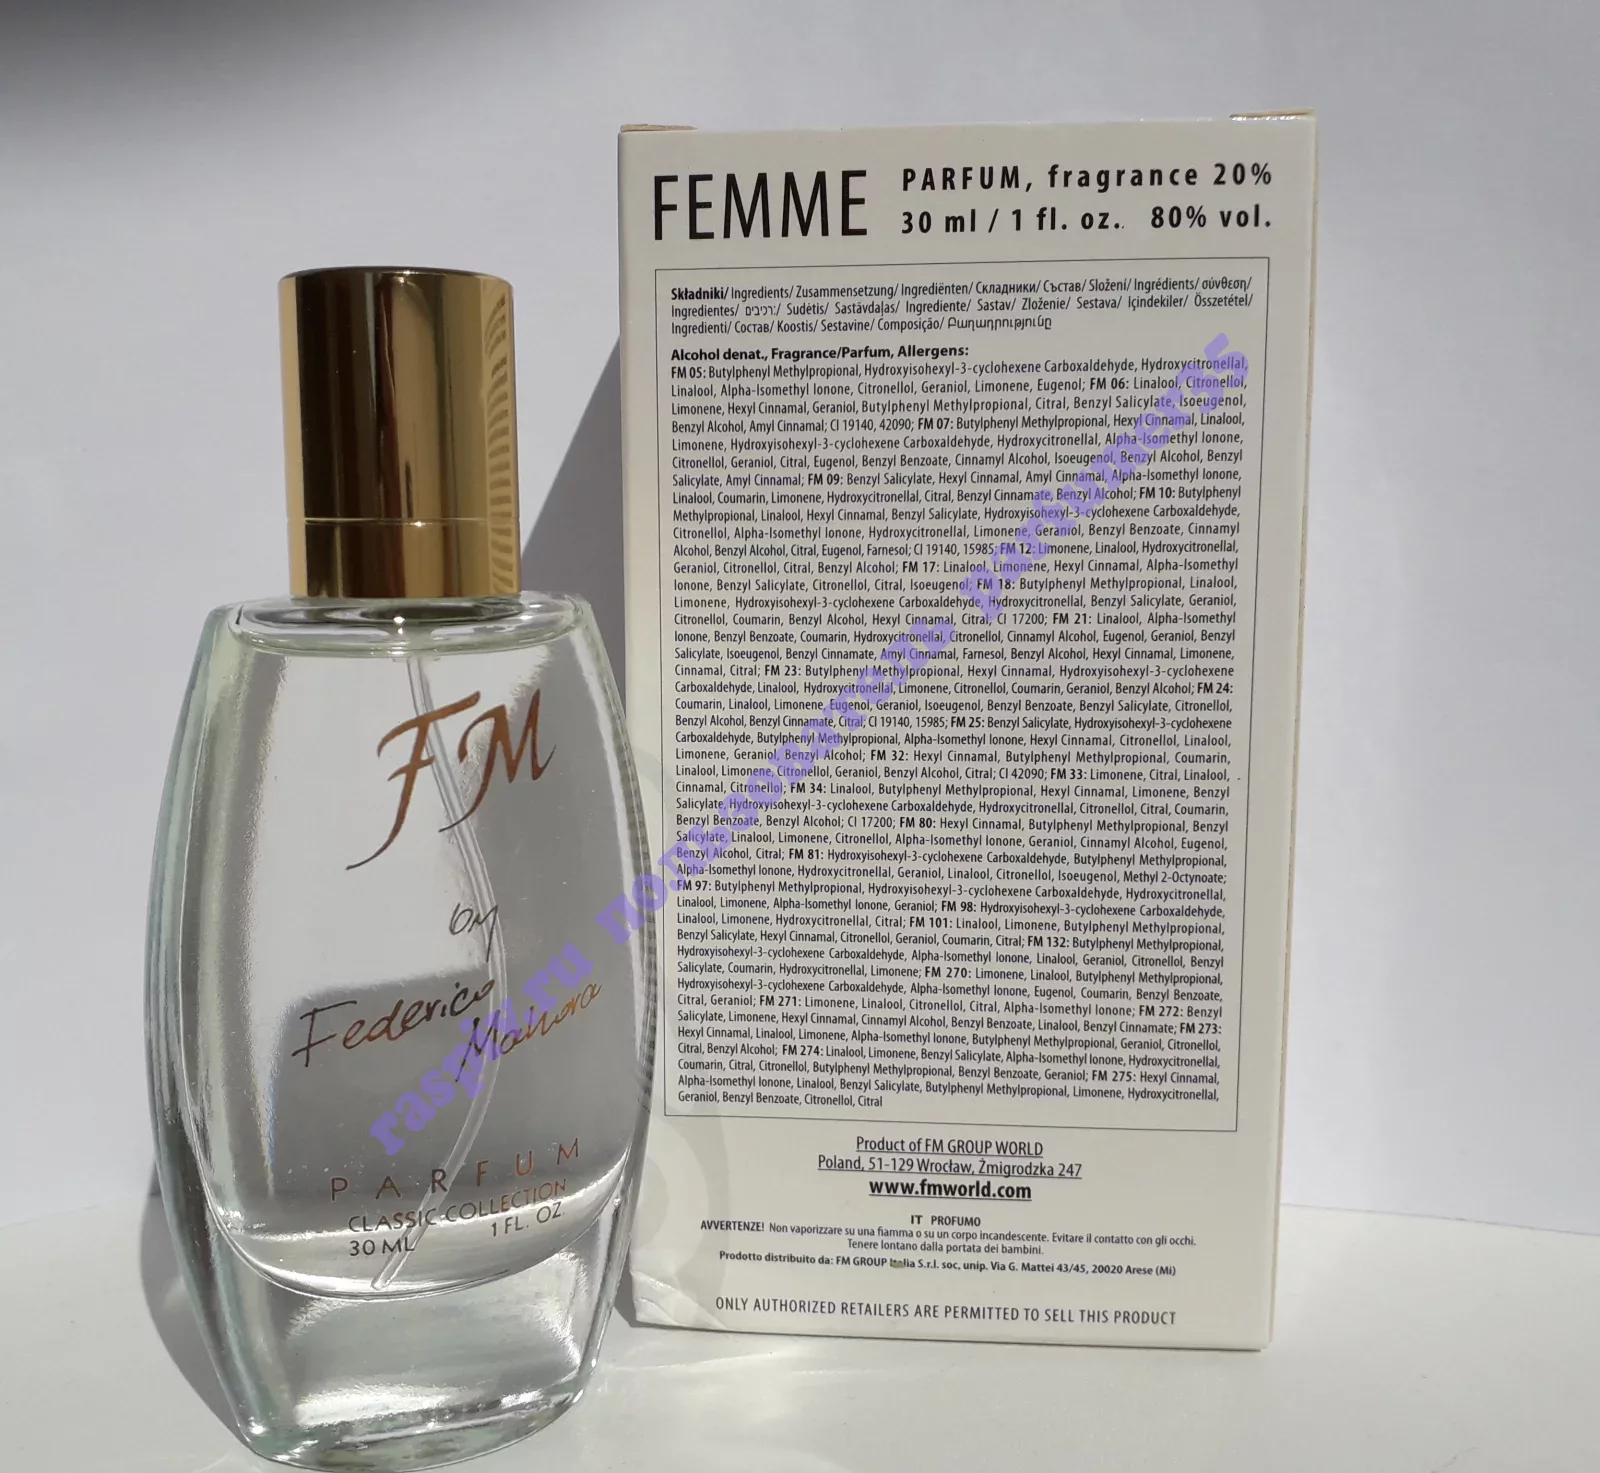 FM
by
Federico
Mahora
PARFUM
CLASSIC COLLECTION
30 ML 1 FL. OZ.
FEMME
PARFUM, fragrance 20%
30 ml / 1 fl. oz.. 80% vol.
Składniki/ Ingredients/ Zusammensetzung/ Ingrediënten/ Складники/ Състав/ Složení/ Ingrédients/ σύνθεση/
Ingredientes/ רכיבים:/ Sudėtis/ Sastāvdaļas/ Ingrediente/ Sastav/ Zloženie/ Sestava/ İçindekiler/ Összetétel/
Ingredienti/ Состав/ Koostis/ Sestavine/ Composição/ Բաղադրությունը
Alcohol denat., Fragrance/Parfum, Allergens:
FM 05: Butylphenyl Methylpropional, Hydroxyisohexyl-3-cyclohexene Carboxaldehyde, Hydroxycitronellal,
Linalool, Alpha-Isomethyl Ionone, Citronellol, Geraniol, Limonene, Eugenol; FM 06: Linalool, Citronellol,
Limonene, Hexyl Cinnamal, Geraniol, Butylphenyl Methylpropional, Citral, Benzyl Salicylate, Isoeugenol,
Benzyl Alcohol, Amyl Cinnamal; CI 19140, 42090; FM 07: Butylphenyl Methylpropional, Hexyl Cinnamal, Linalool,
Limonene, Hydroxyisohexyl-3-cyclohexene Carboxaldehyde, Hydroxycitronellal, Alpha-Isomethyl Ionone,
Citronellol, Geraniol, Citral, Eugenol, Benzyl Benzoate, Cinnamyl Alcohol, Isoeugenol, Benzyl Alcohol, Benzyl
Salicylate, Amyl Cinnamal; FM 09: Benzyl Salicylate, Hexyl Cinnamal, Amyl Cinnamal, Alpha-Isomethyl Ionone,
Linalool, Coumarin, Limonene, Hydroxycitronellal, Citral, Benzyl Cinnamate, Benzyl Alcohol; FM 10: Butylphenyl
Methylpropional, Linalool, Hexyl Cinnamal, Benzyl Salicylate, Hydroxyisohexyl-3-cyclohexene Carboxaldehyde,
Citronellol, Alpha-Isomethyl Ionone, Hydroxycitronellal, Limonene, Geraniol, Benzyl Benzoate, Cinnamyl
Alcohol, Benzyl Alcohol, Citral, Eugenol, Farnesol; CI 19140, 15985; FM 12: Limonene, Linalool, Hydroxycitronellal,
Geraniol, Citronellol, Citral, Benzyl Alcohol; FM 17: Linalool, Limonene, Hexyl Cinnamal, Alpha-Isomethyl
Ionone, Benzyl Salicylate, Citronellol, Citral, Isoeugenol; FM 18: Butylphenyl Methylpropional, Linalool,
Limonene, Hydroxyisohexyl-3-cyclohexene Carboxaldehyde, Hydroxycitronellal, Benzyl Salicylate, Geraniol,
Citronellol, Coumarin, Benzyl Alcohol, Hexyl Cinnamal, Citral, CI 17200; FM 21: Linalool, Alpha-Isomethyl
Ionone, Benzyl Benzoate, Coumarin, Hydroxycitronellal, Citronellol, Cinnamyl Alcohol, Eugenol, Geraniol, Benzyl
Salicylate, Isoeugenol, Benzyl Cinnamate, Amyl Cinnamal, Farnesol, Benzyl Alcohol, Hexyl Cinnamal, Limonene,
Cinnamal, Citral; FM 23: Butylphenyl Methylpropional, Hexyl Cinnamal, Hydroxyisohexyl-3-cyclohexene
Carboxaldehyde, Linalool, Hydroxycitronellal, Limonene, Citronellol, Coumarin, Geraniol, Benzyl Alcohol; FM 24:
Coumarin, Linalool, Limonene, Eugenol, Geraniol, Isoeugenol, Benzyl Benzoate, Benzyl Salicylate, Citronellol,
Benzyl Alcohol, Benzyl Cinnamate, Citral; CI 19140, 15985; FM 25: Benzyl Salicylate, Hydroxyisohexyl-3-cyclohexene
Carboxaldehyde, Butylphenyl Methylpropional, Alpha-Isomethyl Ionone, Hexyl Cinnamal, Citronellol, Linalool,
Limonene, Geraniol, Benzyl Alcohol; FM 32: Hexyl Cinnamal, Butylphenyl Methylpropional, Coumarin,
Linalool, Limonene, Citronellol, Geraniol, Benzyl Alcohol, Citral; CI 42090; FM 33: Limonene, Citral, Linalool,
Cinnamal, Citronellol; FM 34: Linalool, Butylphenyl Methylpropional, Hexyl Cinnamal, Limonene, Benzyl
Salicylate, Hydroxyisohexyl-3-cyclohexene Carboxaldehyde, Hydroxycitronellal, Citronellol, Citral, Coumarin,
Benzyl Benzoate, Benzyl Alcohol; CI 17200; FM 80: Hexyl Cinnamal, Butylphenyl Methylpropional, Benzyl
Salicylate, Linalool, Limonene, Citronellol, Alpha-Isomethyl Ionone, Geraniol, Cinnamyl Alcohol, Eugenol,
Benzyl Alcohol, Citral; FM 81: Hydroxyisohexyl-3-cyclohexene Carboxaldehyde, Butylphenyl Methylpropional,
Alpha-Isomethyl Ionone, Hydroxycitronellal, Geraniol, Linalool, Citronellol, Isoeugenol, Methyl 2-Octynoate;
FM 97: Butylphenyl Methylpropional, Hydroxyisohexyl-3-cyclohexene Carboxaldehyde, Hydroxycitronellal,
Linalool, Limonene, Alpha-Isomethyl Ionone, Geraniol; FM 98: Hydroxyisohexyl-3-cyclohexene Carboxaldehyde,
Linalool, Limonene, Hydroxycitronellal, Citral; FM 101: Linalool, Limonene, Butylphenyl Methylpropional,
Benzyl Salicylate, Hexyl Cinnamal, Citronellol, Geraniol, Coumarin, Citral; FM 132: Butylphenyl Methylpropional,
Hydroxyisohexyl-3-cyclohexene Carboxaldehyde, Alpha-Isomethyl Ionone, Linalool, Geraniol, Citronellol, Benzyl
Salicylate, Coumarin, Hydroxycitronellal, Limonene; FM 270: Limonene, Linalool, Butylphenyl Methylpropional,
Hydroxyisohexyl-3-cyclohexene Carboxaldehyde, Alpha-Isomethyl Ionone, Eugenol, Coumarin, Benzyl Benzoate,
Citral, Geraniol; FM 271: Limonene, Linalool, Citronellol, Citral, Alpha-Isomethyl Ionone; FM 272: Benzyl
Salicylate, Limonene, Hexyl Cinnamal, Cinnamyl Alcohol, Benzyl Benzoate, Linalool, Benzyl Cinnamate; FM 273:
Hexyl Cinnamal, Linalool, Limonene, Alpha-Isomethyl Ionone, Butylphenyl Methylpropional, Geraniol, Citronellol,
Citral, Benzyl Alcohol; FM 274: Linalool, Limonene, Benzyl Salicylate, Alpha-Isomethyl Ionone, Hydroxycitronellal,
Coumarin, Citral, Citronellol, Butylphenyl Methylpropional, Benzyl Benzoate, Geraniol; FM 275: Hexyl Cinnamal,
Alpha-Isomethyl Ionone, Linalool, Benzyl Salicylate, Butylphenyl Methylpropional, Limonene, Hydroxycitronellal,
Geraniol, Benzyl Benzoate, Citronellol, Citral
Product of FM GROUP WORLD
Poland, 51-129 Wrocław, Żmigrodzka 247
www.fmworld.com
IT PROFUMO
AVVERTENZE! Non vaporizzare su una fiamma o su un corpo incandescente. Evitare il contatto con gli occhi.
Tenere lontano dalla portata dei bambini.
Prodotto distribuito da: FM GROUP Italia S.r.l. soc. unip. Via G. Mattei 43/45, 20020 Arese (Mi)
ONLY AUTHORIZED RETAILERS ARE PERMITTED TO SELL THIS PRODUCT
raspiv.ru пользователь parfumer35